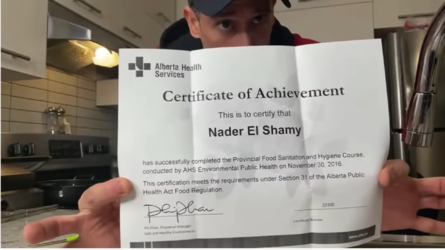 Alberta Health
Services
Certificate of Achievement
This is to certify that
Nader El Shamy
has successfully completed the Provincial Food Sanitation and Hygiene Course,
conducted by AHS Environmental Public Health on November 30, 2016.
This certification meets the requirements under Section 31 of the Alberta Public
Health Act Food Regulation.